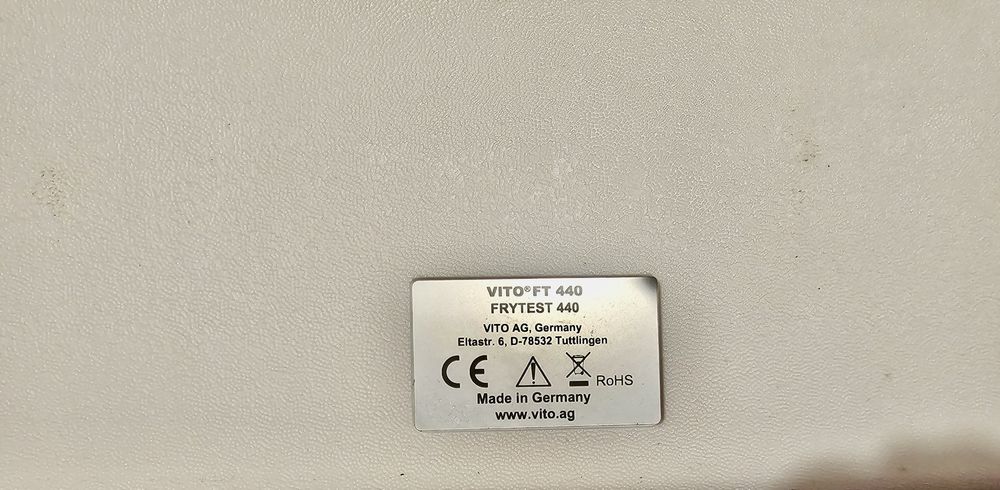 VITO® FT 440
FRYTEST 440
VITO AG, Germany
Eltastr. 6, D-78532 Tuttlingen
CE RoHS
Made in Germany
www.vito.ag